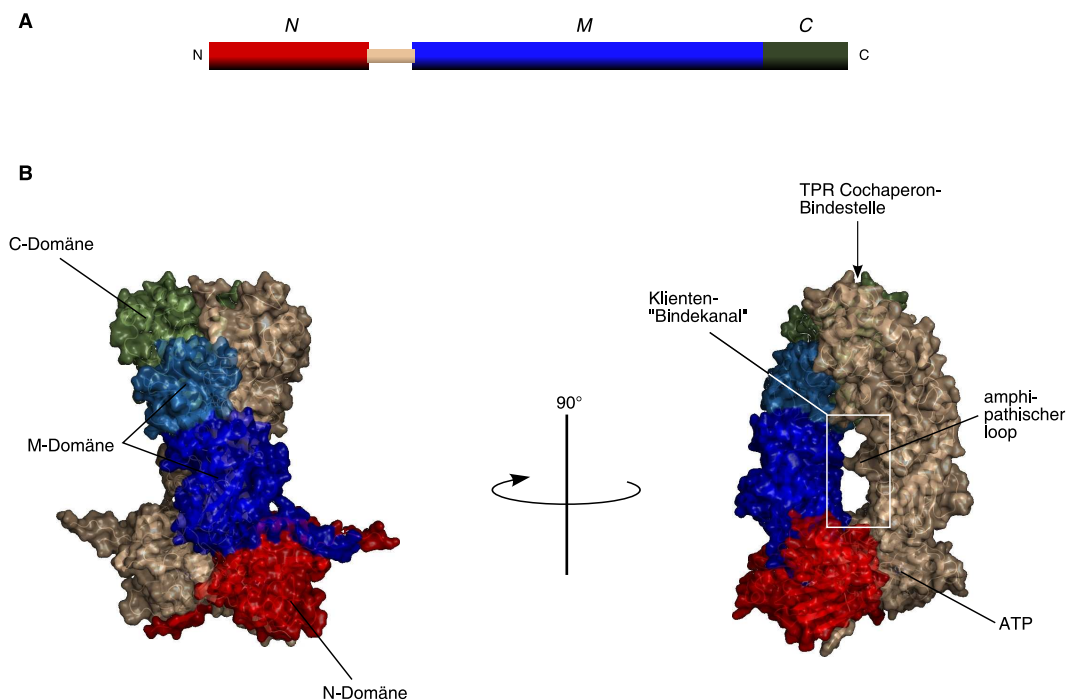 A
N M C
N C
B
TPR Cochaperon-
Bindestelle
C-Domäne
Klienten-
"Bindekanal"
amphi-
pathischer
loop
90°
M-Domäne
ATP
N-Domäne